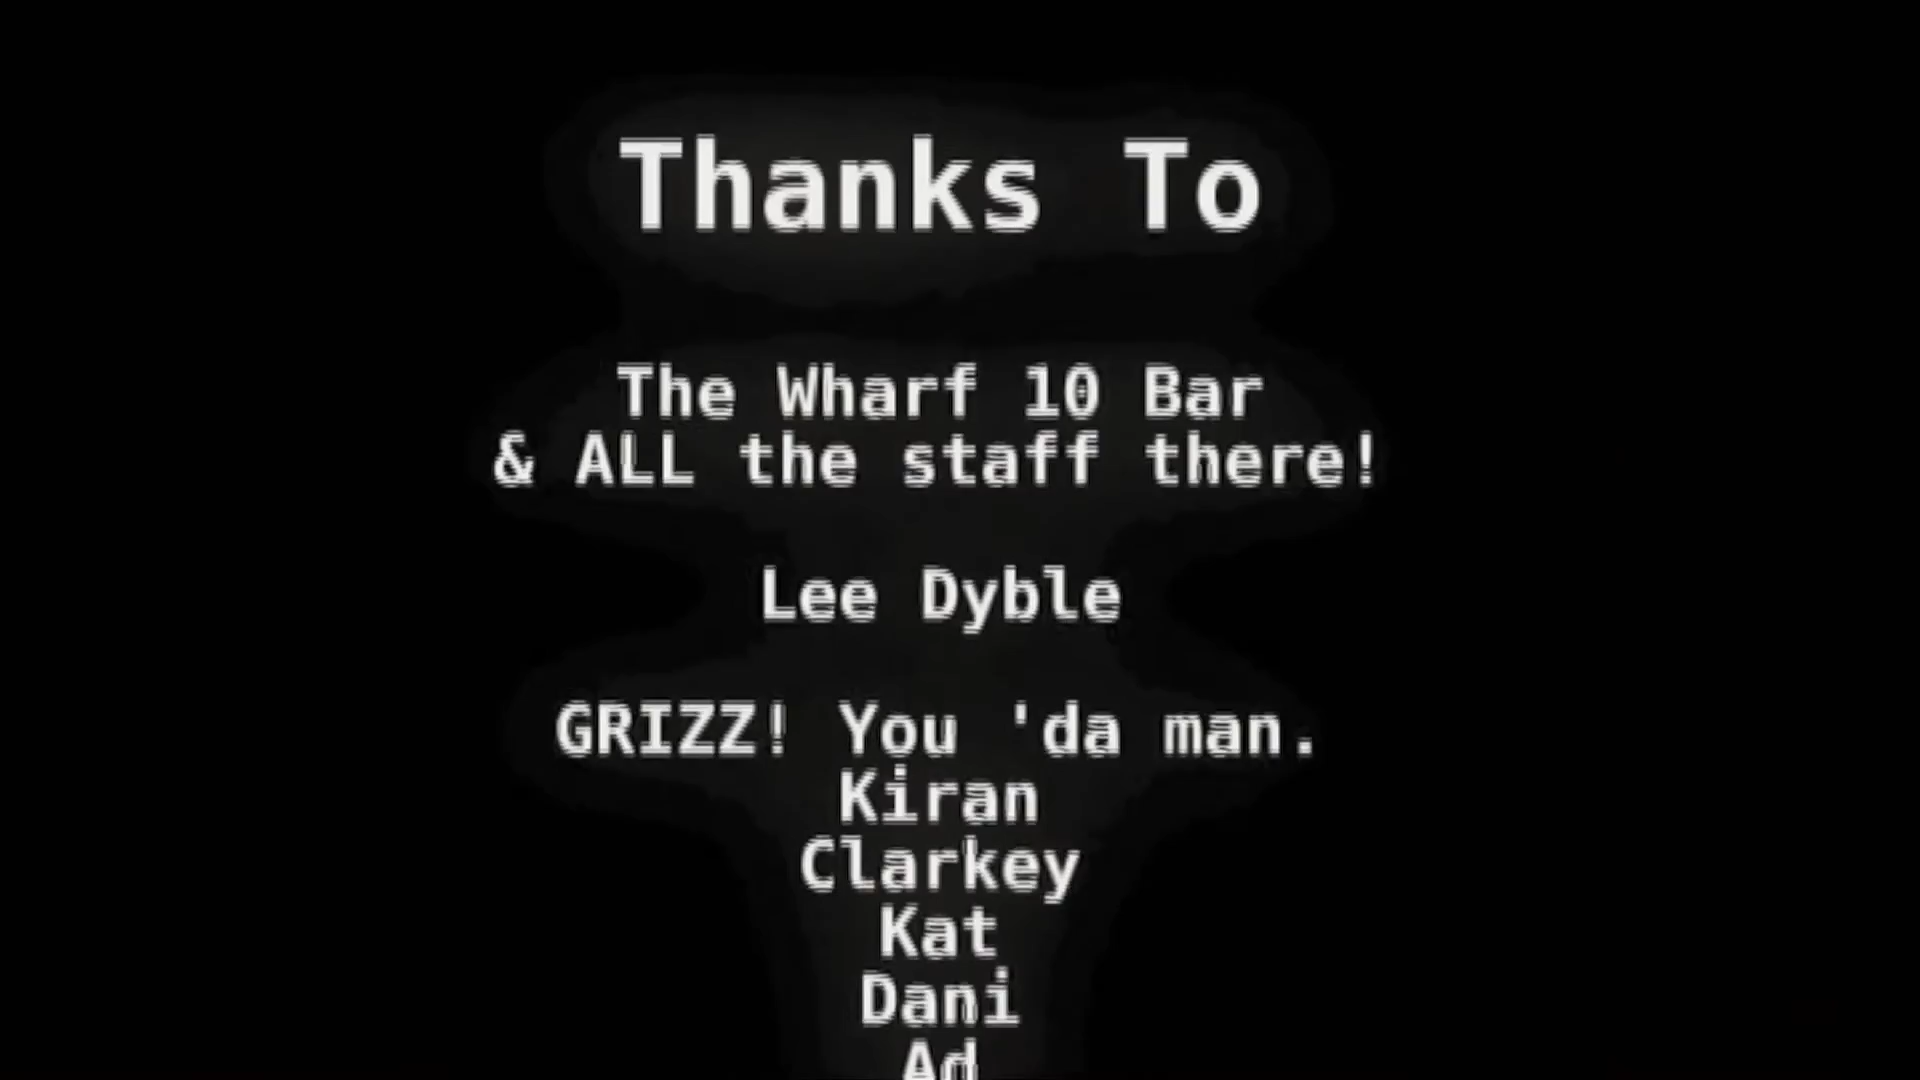 Thanks To
The Wharf 10 Bar
& ALL the staff there!
Lee Dyble
GRIZZ! You 'da man.
Kiran
Clarkey
Kat
Dani
Ad